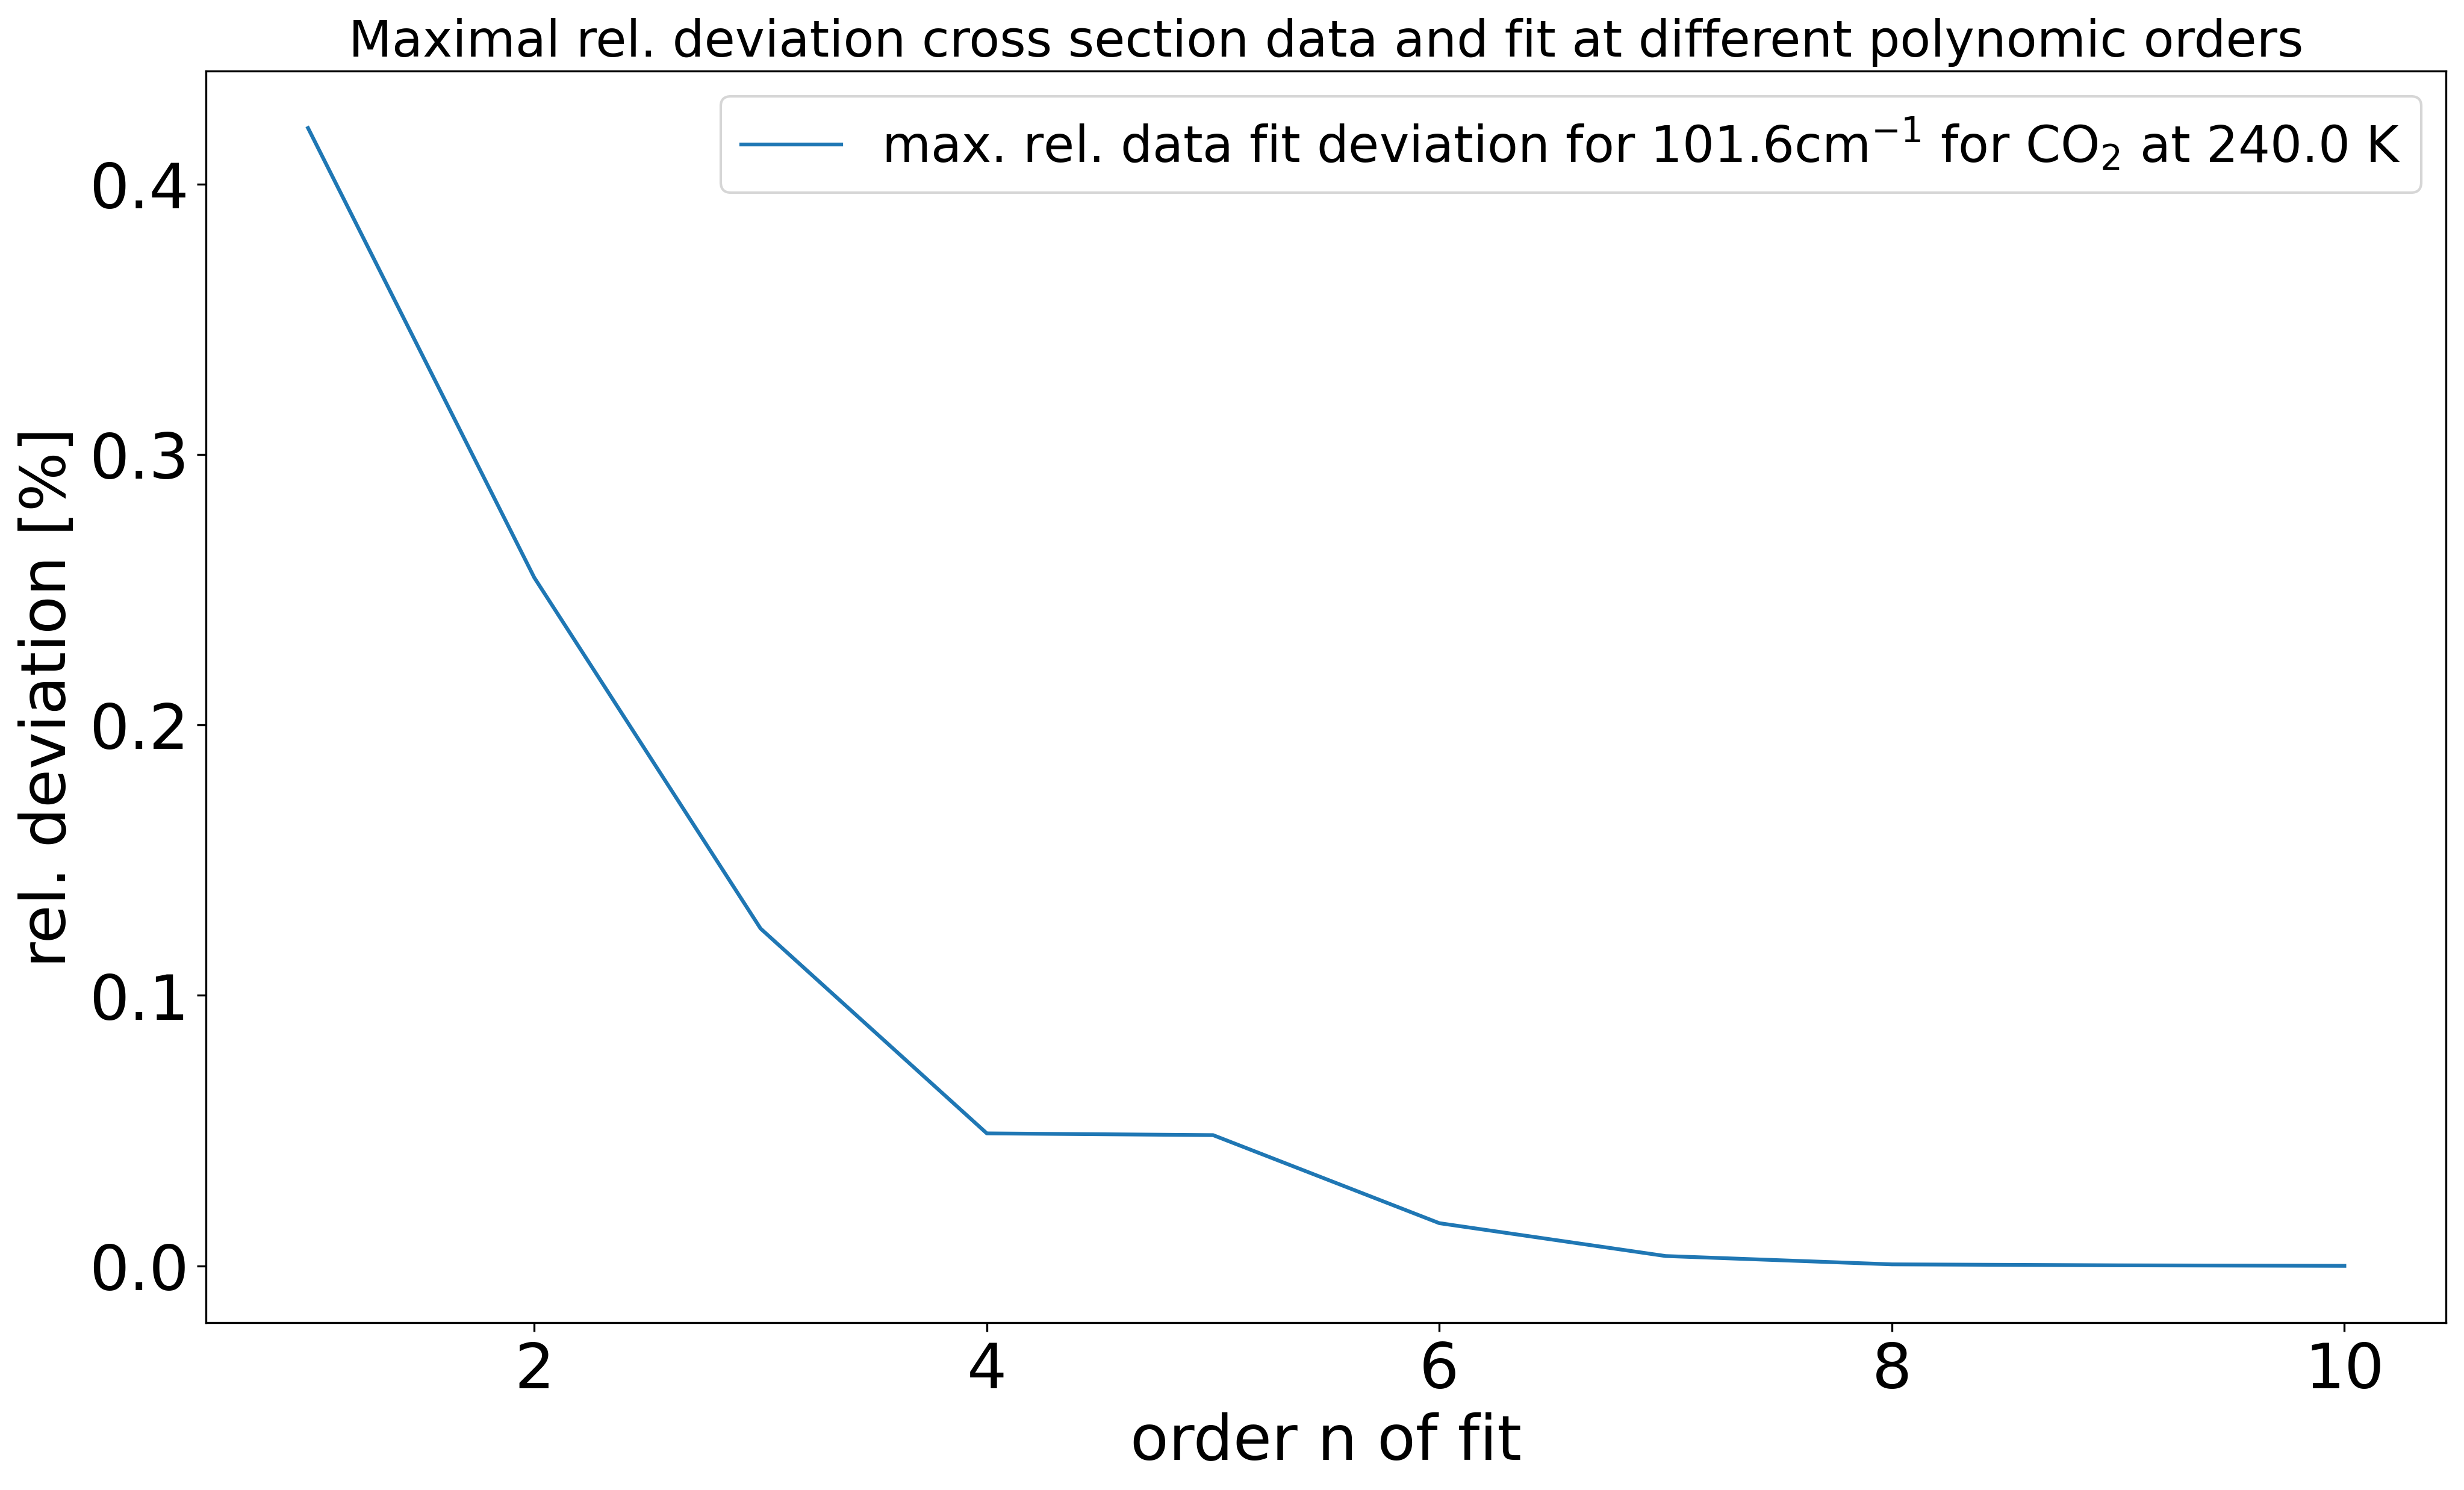 Maximal rel. deviation cross section data and fit at different polynomic orders
max. rel. data fit deviation for 101.6cm⁻¹ for CO₂ at 240.0 K
rel. deviation [%]
0.4
0.3
0.2
0.1
0.0
2 4 6 8 10
order n of fit